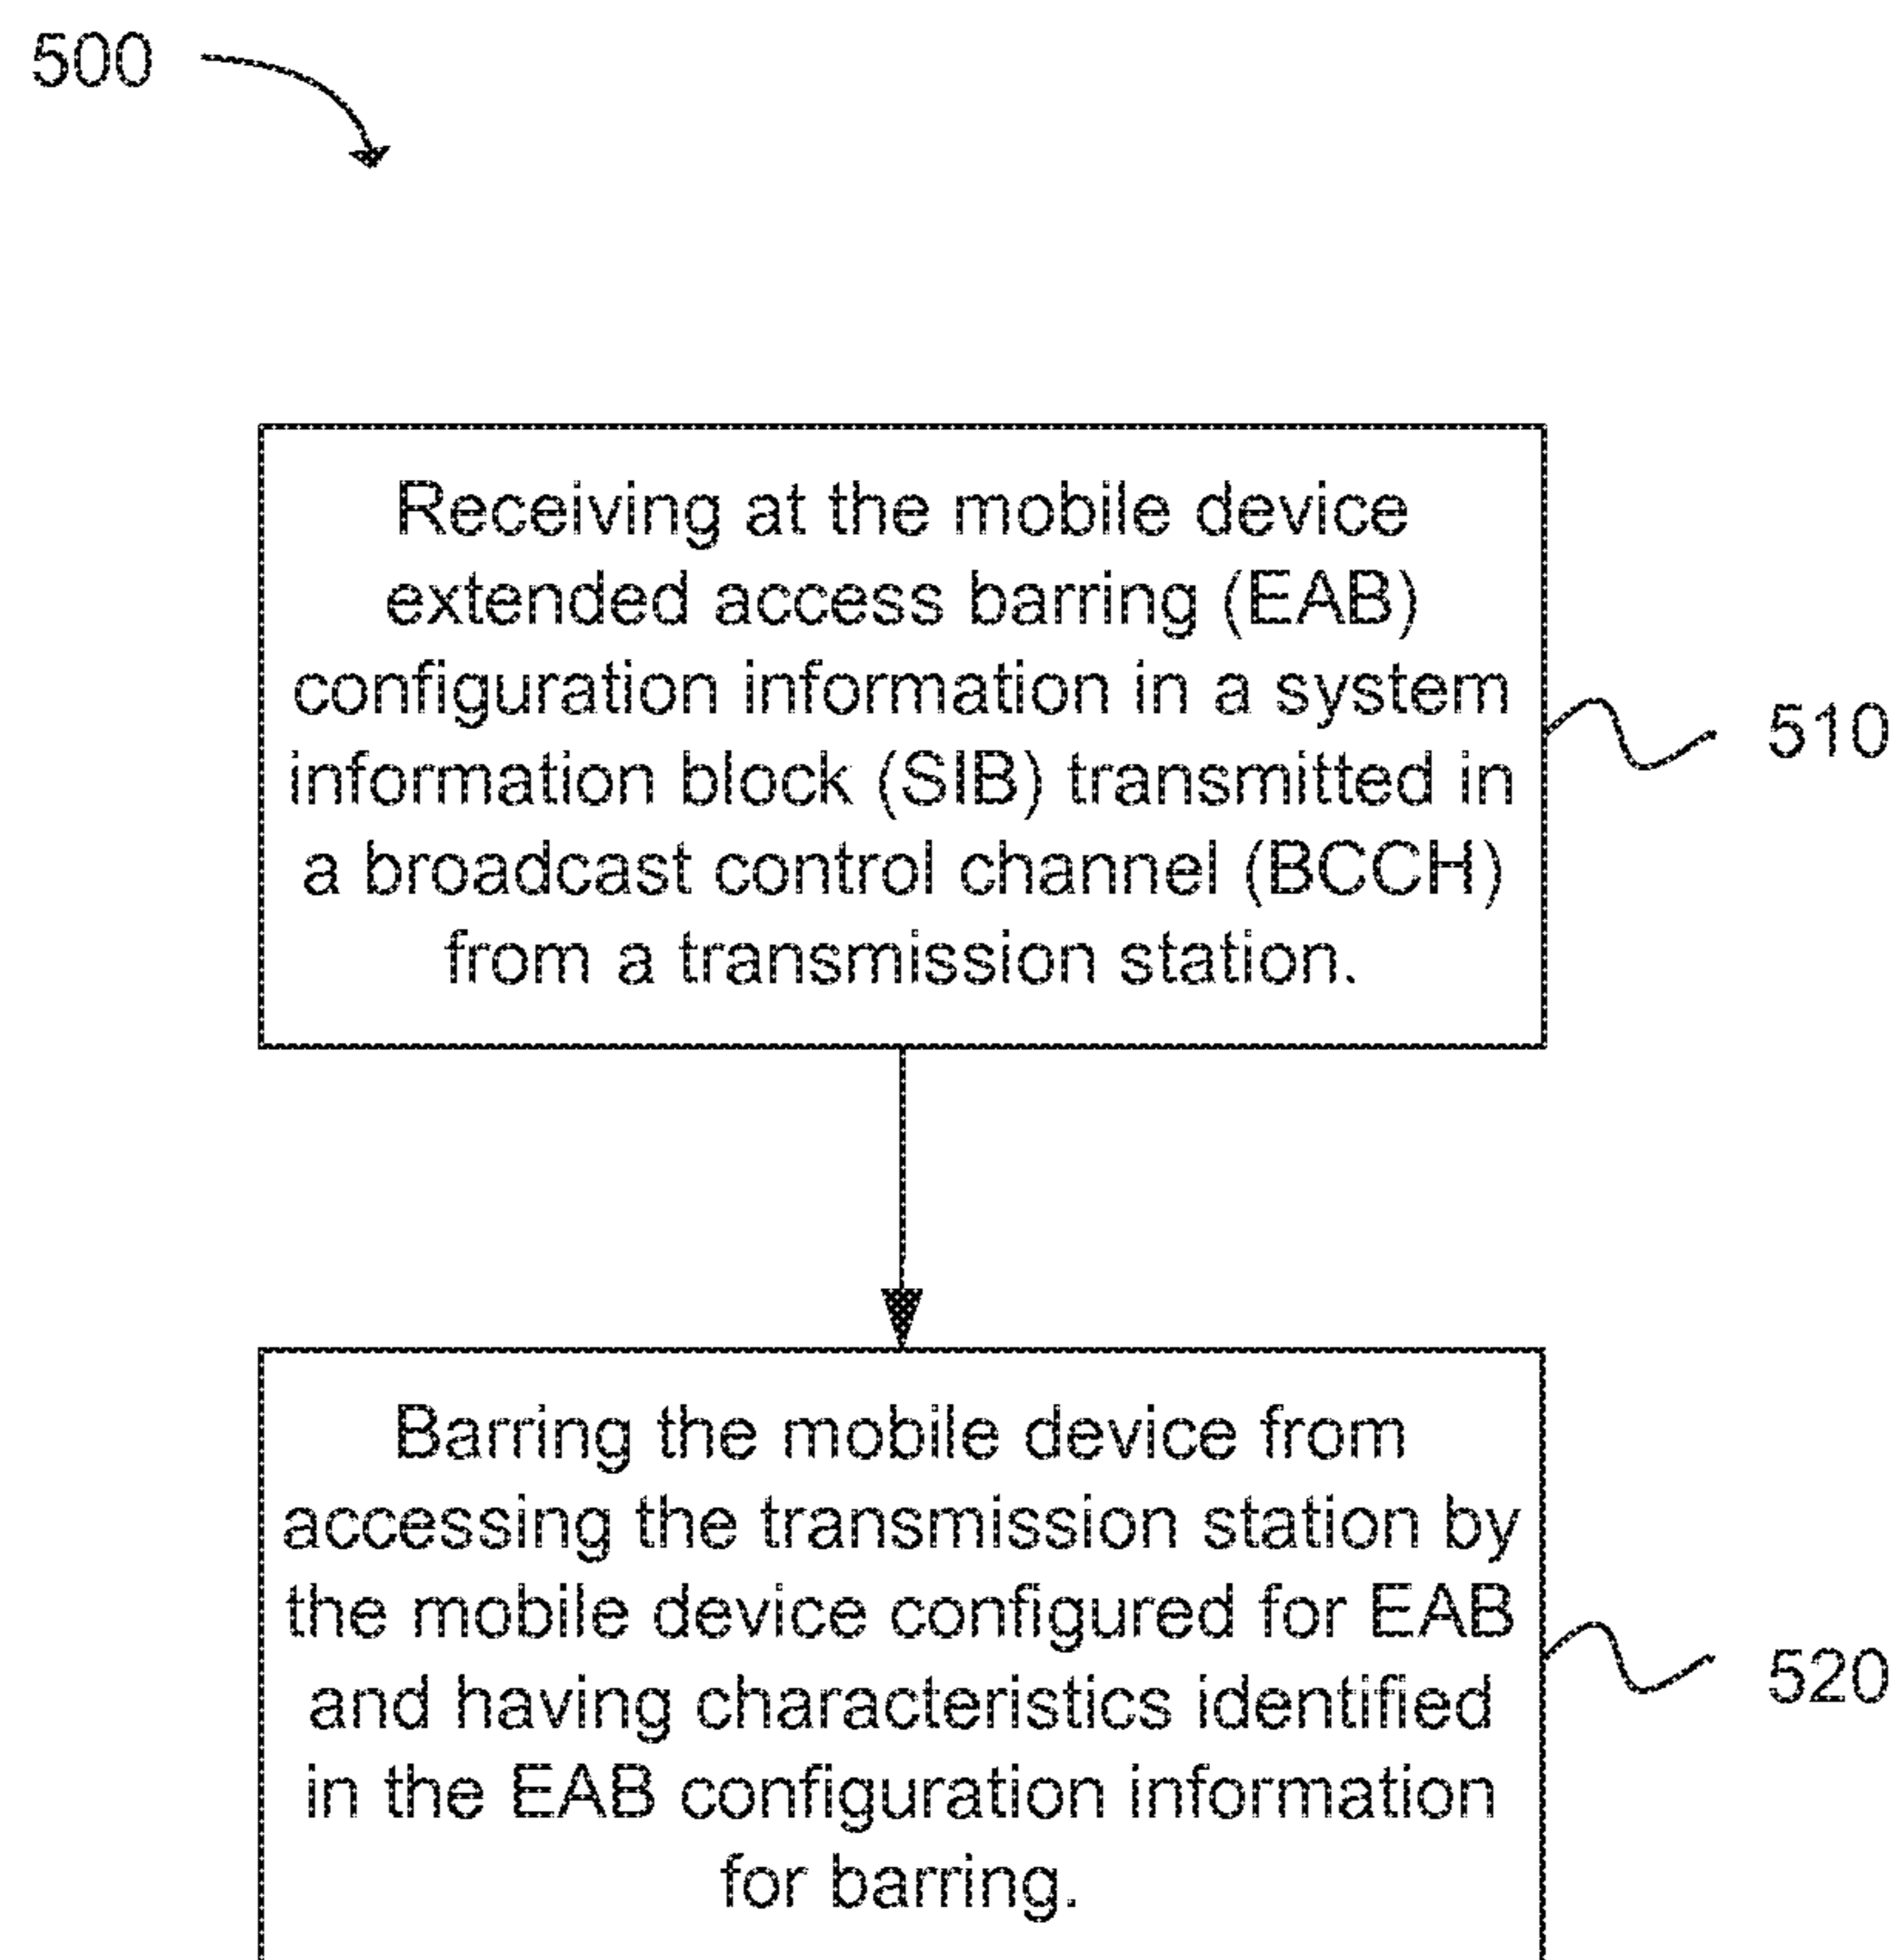 500
Receiving at the mobile device
extended access barring (EAB)
configuration information in a system
information block (SIB) transmitted in
a broadcast control channel (BCCH)
from a transmission station.
510
Barring the mobile device from
accessing the transmission station by
the mobile device configured for EAB
and having characteristics identified
in the EAB configuration information
for barring.
520